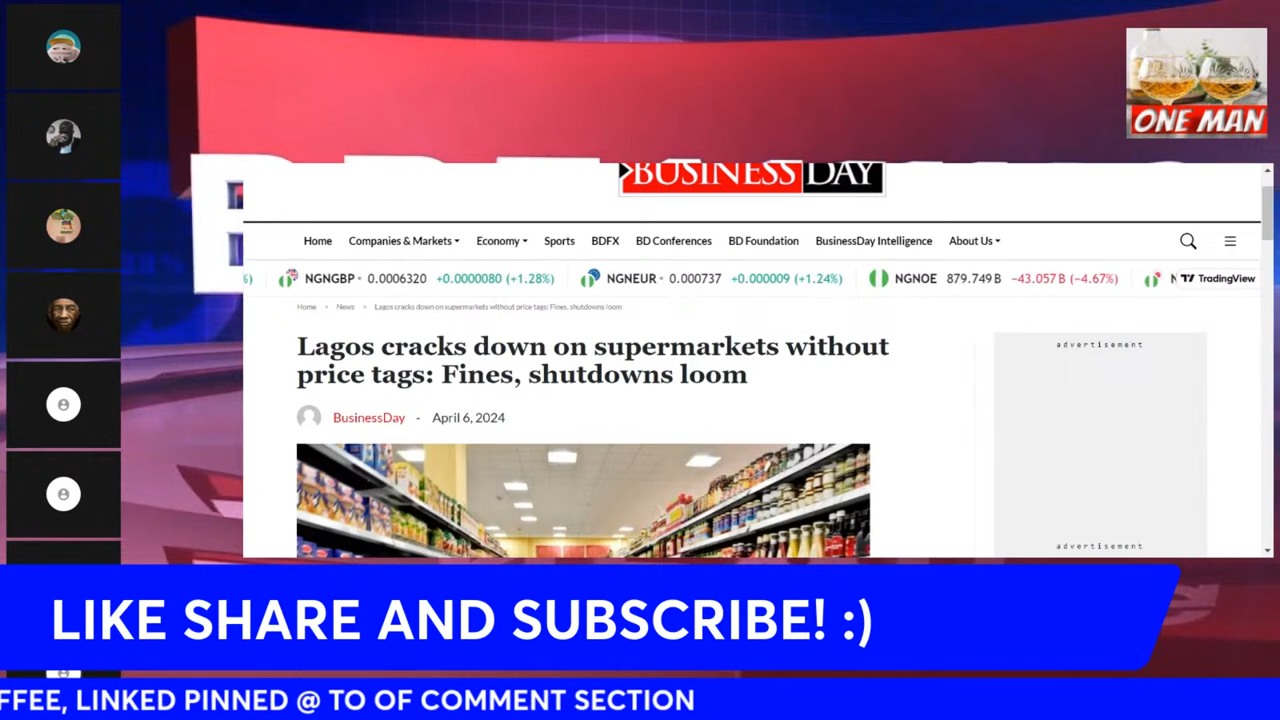 ONE MAN
BUSINESS DAY
Home Companies & Markets Economy Sports BDFX BD Conferences BD Foundation BusinessDay Intelligence About Us
%) NGNGBP 0.0006320 +0.0000080 (+1.28%) NGNEUR 0.000737 +0.000009 (+1.24%) NGNOE 879.749 B −43.057 B (−4.67%) N TradingView
Home > News > Lagos cracks down on supermarkets without price tags: Fines, shutdowns loom
Lagos cracks down on supermarkets without
price tags: Fines, shutdowns loom
advertisement
BusinessDay - April 6, 2024
advertisement
LIKE SHARE AND SUBSCRIBE! :)
FFEE, LINKED PINNED @ TO OF COMMENT SECTION